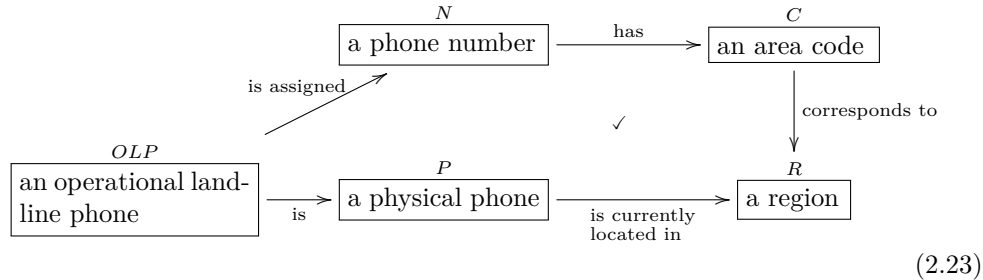 N
a phone number
has
C
an area code
is assigned
corresponds to
✓
OLP
an operational land-
line phone
is
P
a physical phone
is currently
located in
R
a region
(2.23)